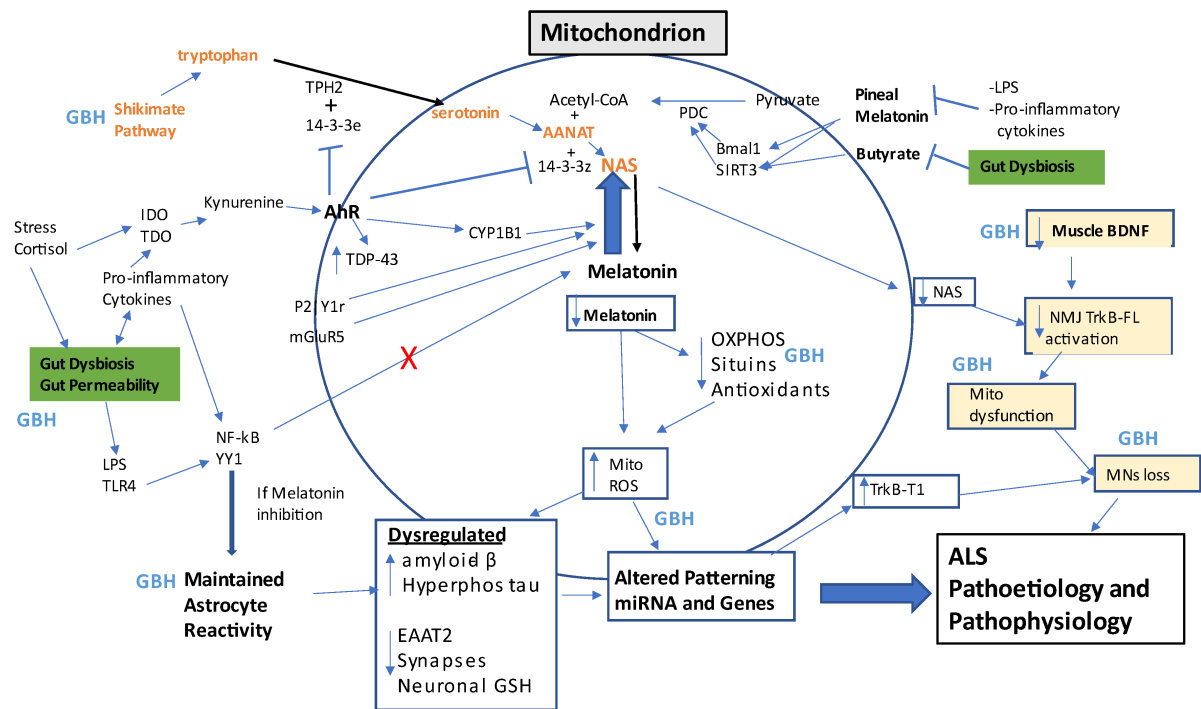 Mitochondrion
tryptophan
GBH
Shikimate
Pathway
TPH2
+
14-3-3e
serotonin
Acetyl-CoA
+
AANAT
+
14-3-3z
NAS
PDC
Pyruvate
Bmal1
SIRT3
Pineal
Melatonin
-LPS
-Pro-inflammatory
cytokines
Butyrate
Gut Dysbiosis
Stress
Cortisol
IDO
TDO
Kynurenine
AhR
CYP1B1
TDP-43
Pro-inflammatory
Cytokines
P2 Y1r
mGluR5
Melatonin
Melatonin
X
OXPHOS
Situins
Antioxidants
GBH
GBH
Muscle BDNF
NAS
NMJ TrkB-FL
activation
GBH
Mito
dysfunction
GBH
MNs loss
Gut Dysbiosis
Gut Permeability
GBH
LPS
TLR4
NF-kB
YY1
If Melatonin
inhibition
Mito
ROS
GBH
TrkB-T1
GBH
Maintained
Astrocyte
Reactivity
Dysregulated
amyloid β
Hyperphos tau
EAAT2
Synapses
Neuronal GSH
Altered Patterning
miRNA and Genes
ALS
Pathoetiology and
Pathophysiology